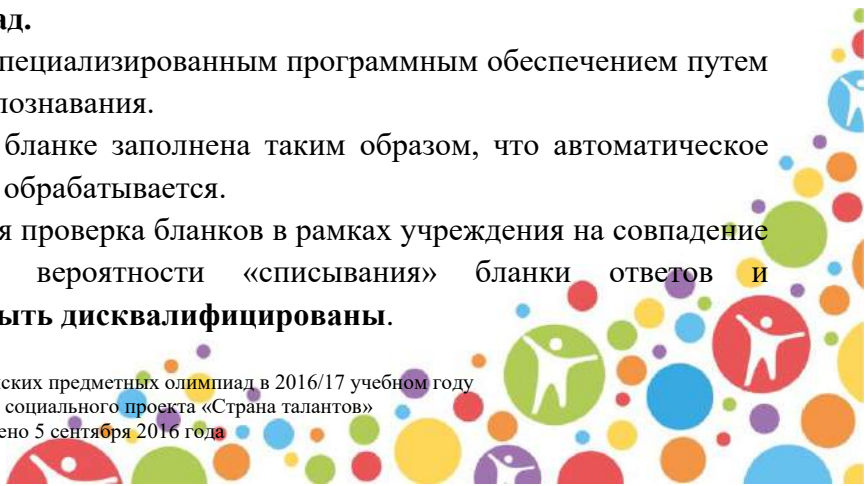 ад.
пециализированным программным обеспечением путем
познавания.
бланке заполнена таким образом, что автоматическое
обрабатывается.
я проверка бланков в рамках учреждения на совпадение
вероятности «списывания» бланки ответов и
ыть дисквалифицированы.
ских предметных олимпиад в 2016/17 учебном году
социального проекта «Страна талантов»
ено 5 сентября 2016 года